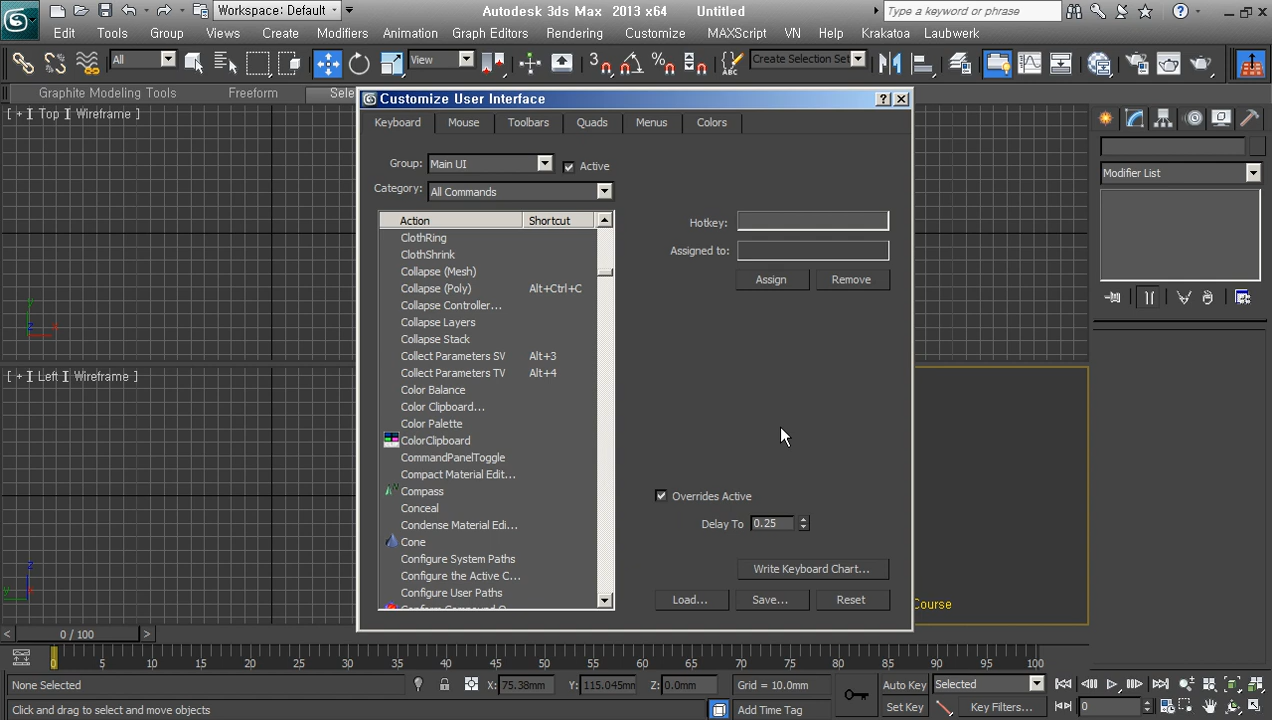 Workspace: Default
Autodesk 3ds Max 2013 x64 Untitled
Type a keyword or phrase
Edit Tools Group Views Create Modifiers Animation Graph Editors Rendering Customize MAXScript VN Help Krakatoa Laubwerk
All
View
Create Selection Set
Graphite Modeling Tools
Freeform
[ + ] Top ] Wireframe ]
Customize User Interface
Keyboard Mouse Toolbars Quads Menus Colors
Group: Main UI
Active
Category: All Commands
Action Shortcut
ClothRing
ClothShrink
Collapse (Mesh)
Collapse (Poly) Alt+Ctrl+C
Collapse Controller...
Collapse Layers
Collapse Stack
Collect Parameters SV Alt+3
Collect Parameters TV Alt+4
Color Balance
Color Clipboard...
Color Palette
ColorClipboard
CommandPanelToggle
Compact Material Edit...
Compass
Conceal
Condense Material Edi...
Cone
Configure System Paths
Configure the Active C...
Configure User Paths
Hotkey:
Assigned to:
Assign Remove
Overrides Active
Delay To 0.25
Write Keyboard Chart...
Load... Save... Reset
Modifier List
[ + ] Left ] Wireframe ]
y
z x
z
y
Course
< 0 / 100 >
0 5 10 15 20 25 30 35 40 45 50 55 60 65 70 75 80 85 90 95 100
None Selected
X: 75.38mm Y: 115.045mm Z: 0.0mm
Grid = 10.0mm
Auto Key Selected
Click and drag to select and move objects
Add Time Tag
Set Key Key Filters...
0